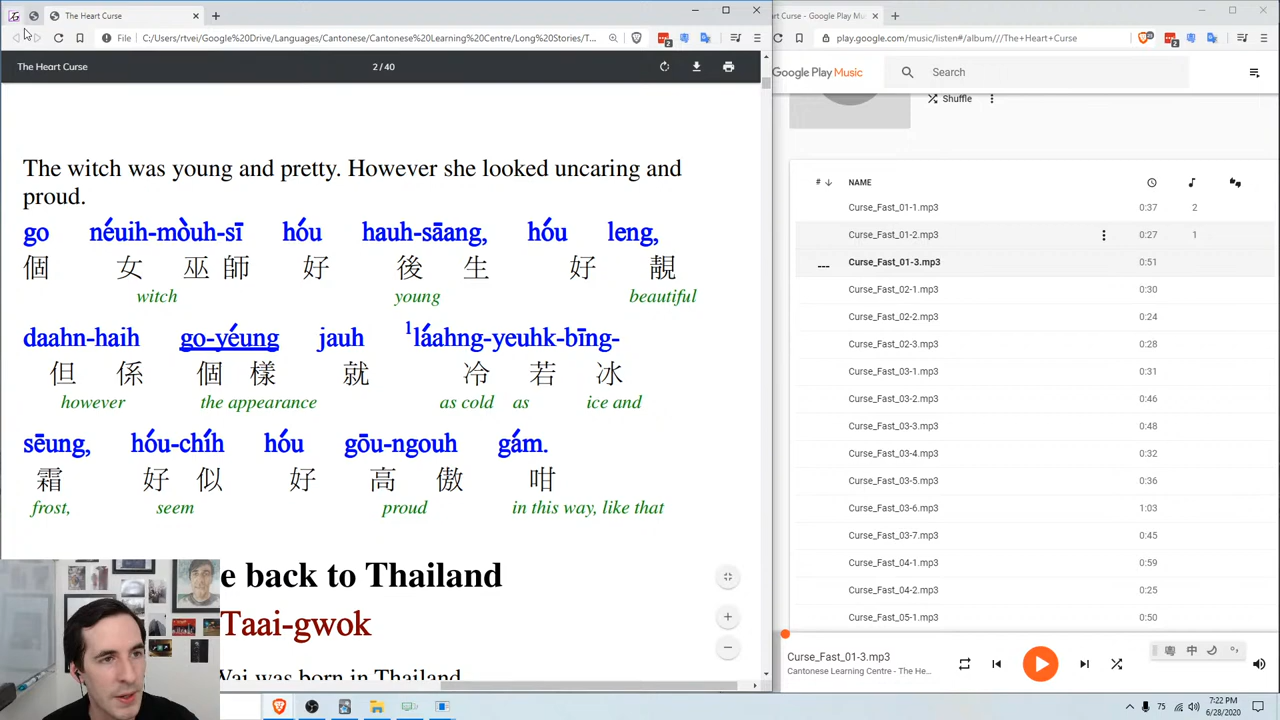 The Heart Curse
rt Curse - Google Play Music
File C:/Users/rtvei/Google%20Drive/Languages/Cantonese/Cantonese%20Learning%20Centre/Long%20Stories/T...
play.google.com/music/listen#/album///The+Heart+Curse
The Heart Curse
2 / 40
Google Play Music
Search
Shuffle
The witch was young and pretty. However she looked uncaring and
proud.
go néuih-mòuh-sī hóu hauh-sāang, hóu leng,
個 女 巫 師 好 後 生 好 靚
witch young beautiful
daahn-haih go-yéung jauh 1láahng-yeuhk-bīng-
但 係 個 樣 就 冷 若 冰
however the appearance as cold as ice and
sēung, hóu-chíh hóu gōu-ngouh gám.
霜 好 似 好 高 傲 咁
frost, seem proud in this way, like that
e back to Thailand
Taai-gwok
Wai was born in Thailand
# NAME
Curse_Fast_01-1.mp3 0:37 2
Curse_Fast_01-2.mp3 0:27 1
Curse_Fast_01-3.mp3 0:51
Curse_Fast_02-1.mp3 0:30
Curse_Fast_02-2.mp3 0:24
Curse_Fast_02-3.mp3 0:28
Curse_Fast_03-1.mp3 0:31
Curse_Fast_03-2.mp3 0:46
Curse_Fast_03-3.mp3 0:48
Curse_Fast_03-4.mp3 0:32
Curse_Fast_03-5.mp3 0:36
Curse_Fast_03-6.mp3 1:03
Curse_Fast_03-7.mp3 0:45
Curse_Fast_04-1.mp3 0:59
Curse_Fast_04-2.mp3 0:25
Curse_Fast_05-1.mp3 0:50
Curse_Fast_01-3.mp3
Cantonese Learning Centre - The He...
粵 中
75
7:22 PM
6/28/2020